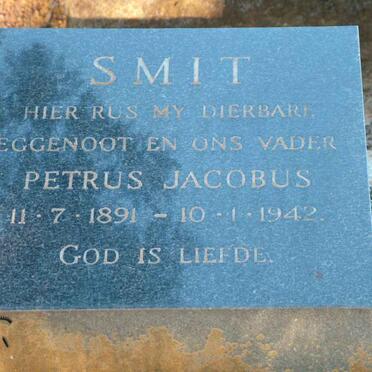 SMIT
HIER RUS MY DIERBARE
EGGENOOT EN ONS VADER
PETRUS JACOBUS
11·7·1891 – 10·1·1942.
GOD IS LIEFDE.